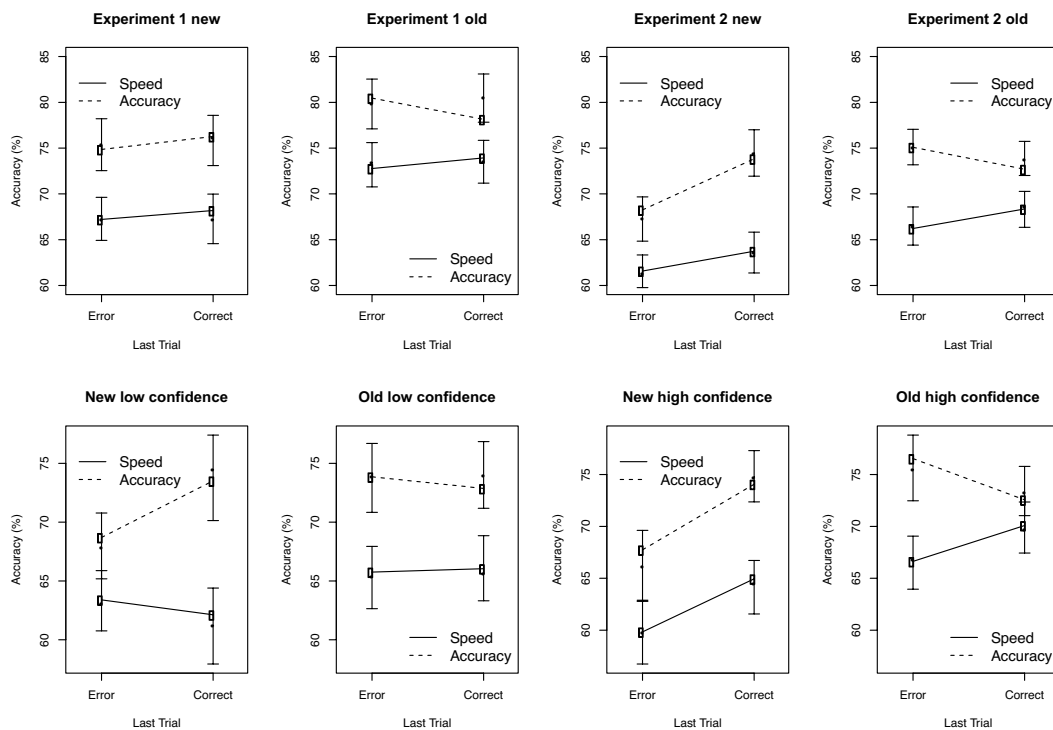 Experiment 1 new
Accuracy (%)
85
80
75
70
65
60
Speed
Accuracy
Error
Correct
Last Trial
Experiment 1 old
Accuracy (%)
85
80
75
70
65
60
Speed
Accuracy
Error
Correct
Last Trial
Experiment 2 new
Accuracy (%)
85
80
75
70
65
60
Speed
Accuracy
Error
Correct
Last Trial
Experiment 2 old
Accuracy (%)
85
80
75
70
65
60
Speed
Accuracy
Error
Correct
Last Trial
New low confidence
Accuracy (%)
75
70
65
60
Speed
Accuracy
Error
Correct
Last Trial
Old low confidence
Accuracy (%)
75
70
65
60
Speed
Accuracy
Error
Correct
Last Trial
New high confidence
Accuracy (%)
75
70
65
60
Speed
Accuracy
Error
Correct
Last Trial
Old high confidence
Accuracy (%)
75
70
65
60
Speed
Accuracy
Error
Correct
Last Trial